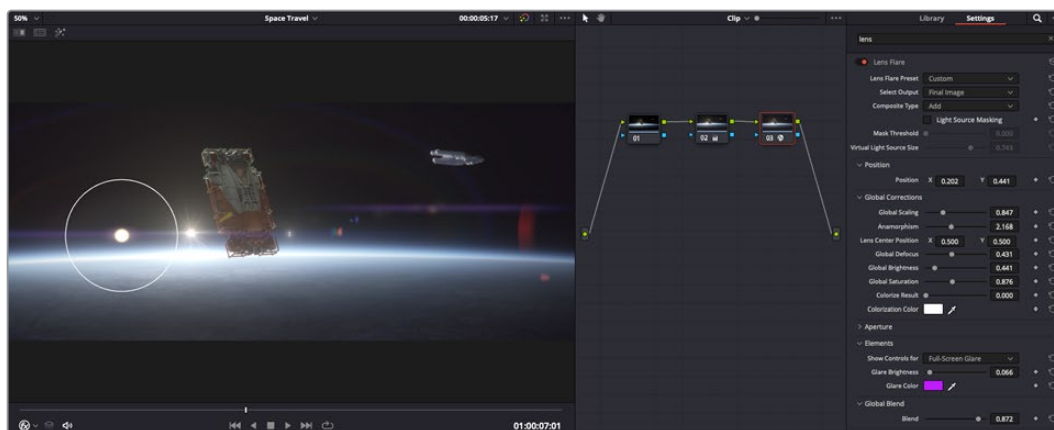 50% Space Travel 00:00:05:17 Clip Library Settings
lens
Lens Flare
Lens Flare Preset Custom
Select Output Final Image
Composite Type Add
Light Source Masking
Mask Threshold 0.000
Virtual Light Source Size 0.743
Position
Position X 0.202 Y 0.441
Global Corrections
Global Scaling 0.847
Anamorphism 2.168
Lens Center Position X 0.500 Y 0.500
Global Defocus 0.431
Global Brightness 0.441
Global Saturation 0.876
Colorize Result 0.000
Colorization Color
Aperture
Elements
Show Controls for Full-Screen Glare
Glare Brightness 0.066
Glare Color
Global Blend
Blend 0.872
01 02 03
01:00:07:01